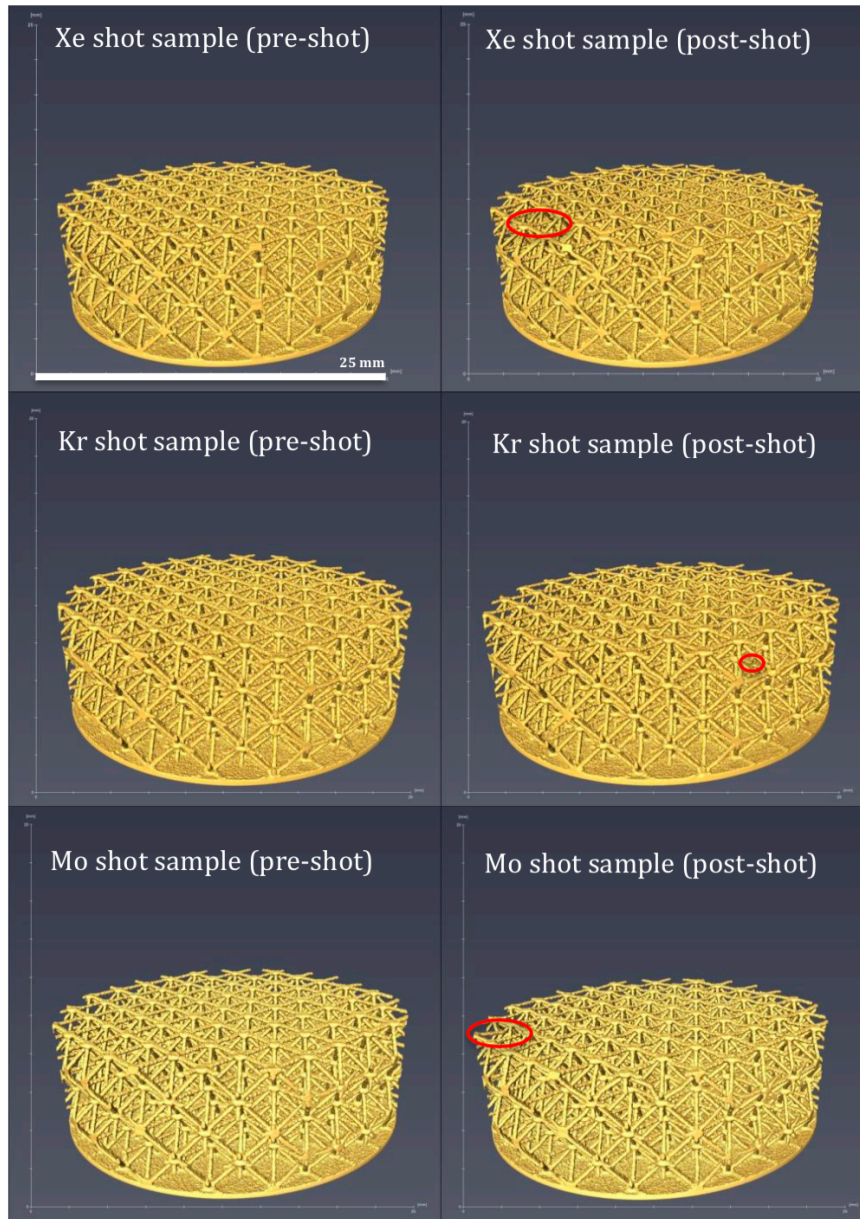 Xe shot sample (pre-shot)
Xe shot sample (post-shot)
25 mm
Kr shot sample (pre-shot)
Kr shot sample (post-shot)
Mo shot sample (pre-shot)
Mo shot sample (post-shot)